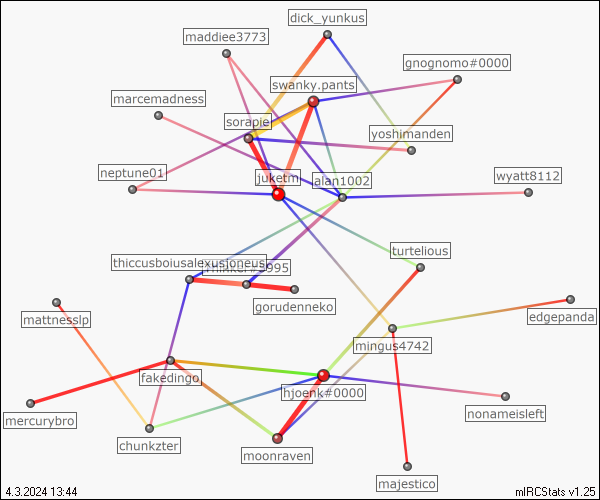 dick_yunkus
maddiee3773
gnognomo#0000
swanky.pants
marcemadness
sorapie
yoshimanden
neptune01
juketm
alan1002
wyatt8112
turtelious
thiccusboiusalexusjoneus
gorudenneko
mattnesslp
edgepanda
mingus4742
fakedingo
hjoenk#0000
mercurybro
nonameisleft
chunkzter
moonraven
majestico
4.3.2024 13:44
mIRCStats v1.25